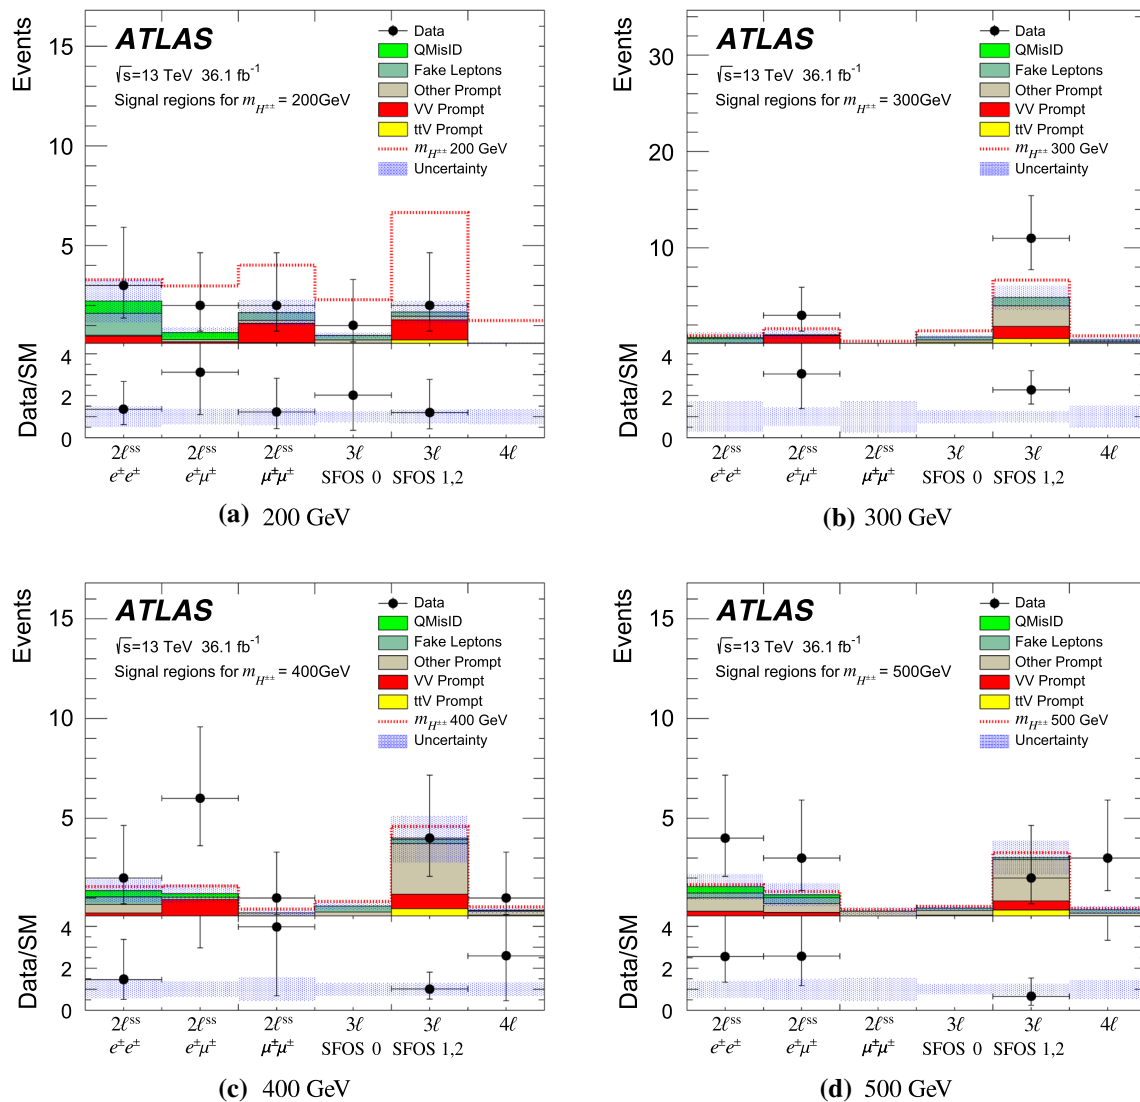 Events
15
10
5
ATLAS
√s=13 TeV 36.1 fb⁻¹
Signal regions for m_H±± = 200GeV
Data
QMisID
Fake Leptons
Other Prompt
VV Prompt
ttV Prompt
m_H±± 200 GeV
Uncertainty
Data/SM
4
2
0
2ℓˢˢ 2ℓˢˢ 2ℓˢˢ 3ℓ 3ℓ 4ℓ
e±e± e±μ± μ±μ± SFOS 0 SFOS 1,2
(a) 200 GeV
Events
30
20
10
ATLAS
√s=13 TeV 36.1 fb⁻¹
Signal regions for m_H±± = 300GeV
Data
QMisID
Fake Leptons
Other Prompt
VV Prompt
ttV Prompt
m_H±± 300 GeV
Uncertainty
Data/SM
4
2
0
2ℓˢˢ 2ℓˢˢ 2ℓˢˢ 3ℓ 3ℓ 4ℓ
e±e± e±μ± μ±μ± SFOS 0 SFOS 1,2
(b) 300 GeV
Events
15
10
5
ATLAS
√s=13 TeV 36.1 fb⁻¹
Signal regions for m_H±± = 400GeV
Data
QMisID
Fake Leptons
Other Prompt
VV Prompt
ttV Prompt
m_H±± 400 GeV
Uncertainty
Data/SM
4
2
0
2ℓˢˢ 2ℓˢˢ 2ℓˢˢ 3ℓ 3ℓ 4ℓ
e±e± e±μ± μ±μ± SFOS 0 SFOS 1,2
(c) 400 GeV
Events
15
10
5
ATLAS
√s=13 TeV 36.1 fb⁻¹
Signal regions for m_H±± = 500GeV
Data
QMisID
Fake Leptons
Other Prompt
VV Prompt
ttV Prompt
m_H±± 500 GeV
Uncertainty
Data/SM
4
2
0
2ℓˢˢ 2ℓˢˢ 2ℓˢˢ 3ℓ 3ℓ 4ℓ
e±e± e±μ± μ±μ± SFOS 0 SFOS 1,2
(d) 500 GeV